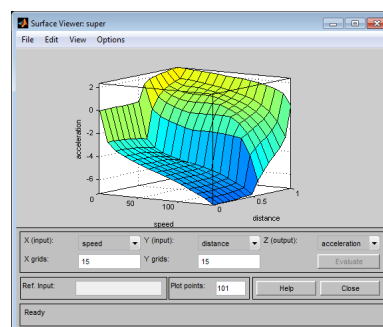 Surface Viewer: super
File Edit View Options
2
0
-2
-4
-6
acceleration
0
50
100
speed
0
0.5
1
distance
X (input): speed Y (input): distance Z (output): acceleration
X grids: 15 Y grids: 15 Evaluate
Ref. Input: Plot points: 101 Help Close
Ready